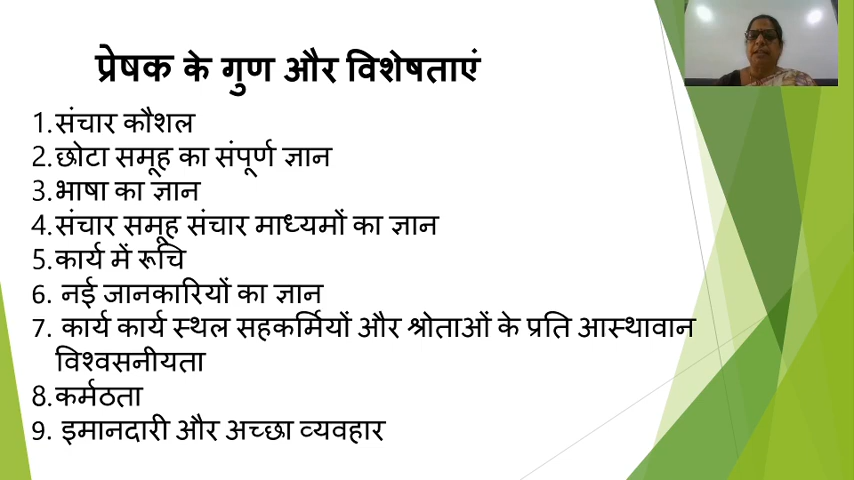 प्रेषक के गुण और विशेषताएं
1.संचार कौशल
2.छोटा समूह का संपूर्ण ज्ञान
3.भाषा का ज्ञान
4.संचार समूह संचार माध्यमों का ज्ञान
5.कार्य में रूचि
6. नई जानकारियों का ज्ञान
7. कार्य कार्य स्थल सहकर्मियों और श्रोताओं के प्रति आस्थावान
विश्वसनीयता
8.कर्मठता
9. इमानदारी और अच्छा व्यवहार